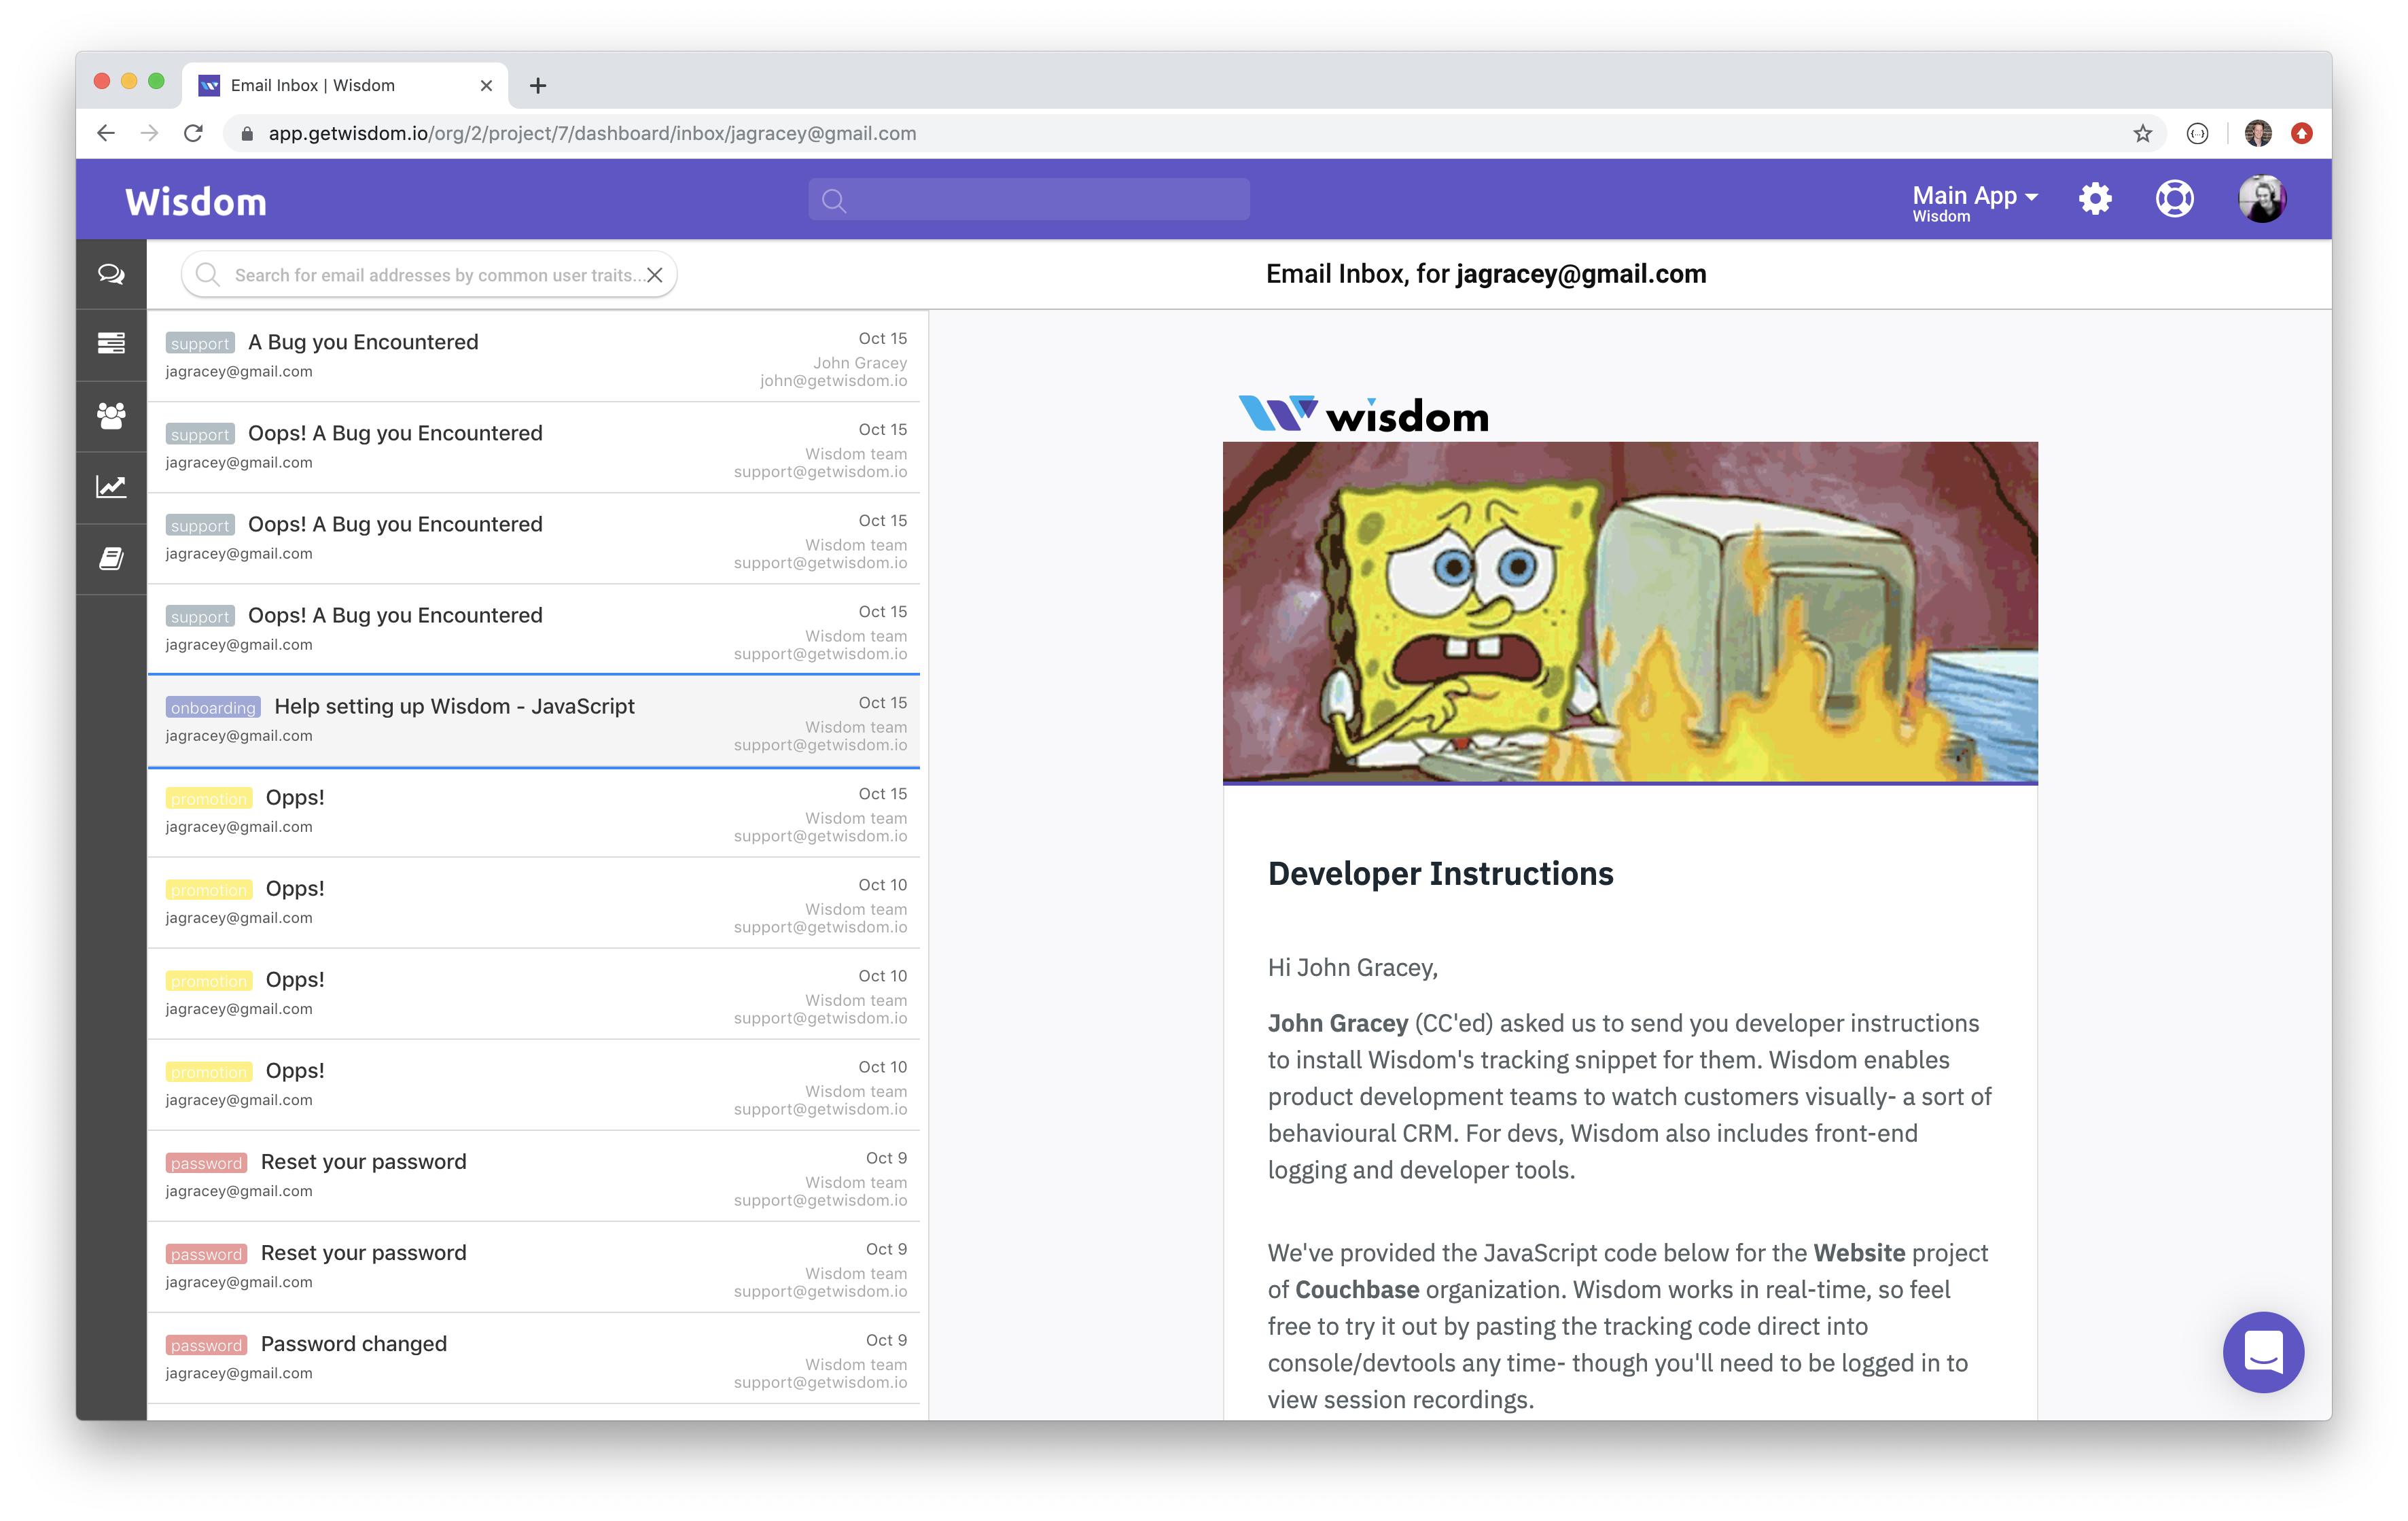 Email Inbox | Wisdom
app.getwisdom.io/org/2/project/7/dashboard/inbox/jagracey@gmail.com
Wisdom
Main App
Wisdom
Search for email addresses by common user traits...
Email Inbox, for jagracey@gmail.com
support A Bug you Encountered Oct 15
jagracey@gmail.com John Gracey
john@getwisdom.io
support Oops! A Bug you Encountered Oct 15
jagracey@gmail.com Wisdom team
support@getwisdom.io
support Oops! A Bug you Encountered Oct 15
jagracey@gmail.com Wisdom team
support@getwisdom.io
support Oops! A Bug you Encountered Oct 15
jagracey@gmail.com Wisdom team
support@getwisdom.io
onboarding Help setting up Wisdom - JavaScript Oct 15
jagracey@gmail.com Wisdom team
support@getwisdom.io
promotion Opps! Oct 15
jagracey@gmail.com Wisdom team
support@getwisdom.io
promotion Opps! Oct 10
jagracey@gmail.com Wisdom team
support@getwisdom.io
promotion Opps! Oct 10
jagracey@gmail.com Wisdom team
support@getwisdom.io
promotion Opps! Oct 10
jagracey@gmail.com Wisdom team
support@getwisdom.io
password Reset your password Oct 9
jagracey@gmail.com Wisdom team
support@getwisdom.io
password Reset your password Oct 9
jagracey@gmail.com Wisdom team
support@getwisdom.io
password Password changed Oct 9
jagracey@gmail.com Wisdom team
support@getwisdom.io
wisdom
Developer Instructions
Hi John Gracey,
John Gracey (CC'ed) asked us to send you developer instructions
to install Wisdom's tracking snippet for them. Wisdom enables
product development teams to watch customers visually- a sort of
behavioural CRM. For devs, Wisdom also includes front-end
logging and developer tools.
We've provided the JavaScript code below for the Website project
of Couchbase organization. Wisdom works in real-time, so feel
free to try it out by pasting the tracking code direct into
console/devtools any time- though you'll need to be logged in to
view session recordings.